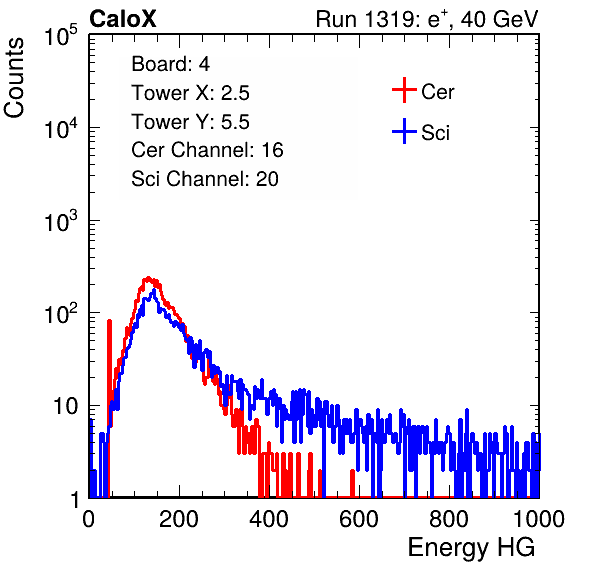 CaloX Run 1319: e⁺, 40 GeV
Counts
Board: 4
Tower X: 2.5
Tower Y: 5.5
Cer Channel: 16
Sci Channel: 20
Cer
Sci
10⁵
10⁴
10³
10²
10
1
0 200 400 600 800 1000
Energy HG